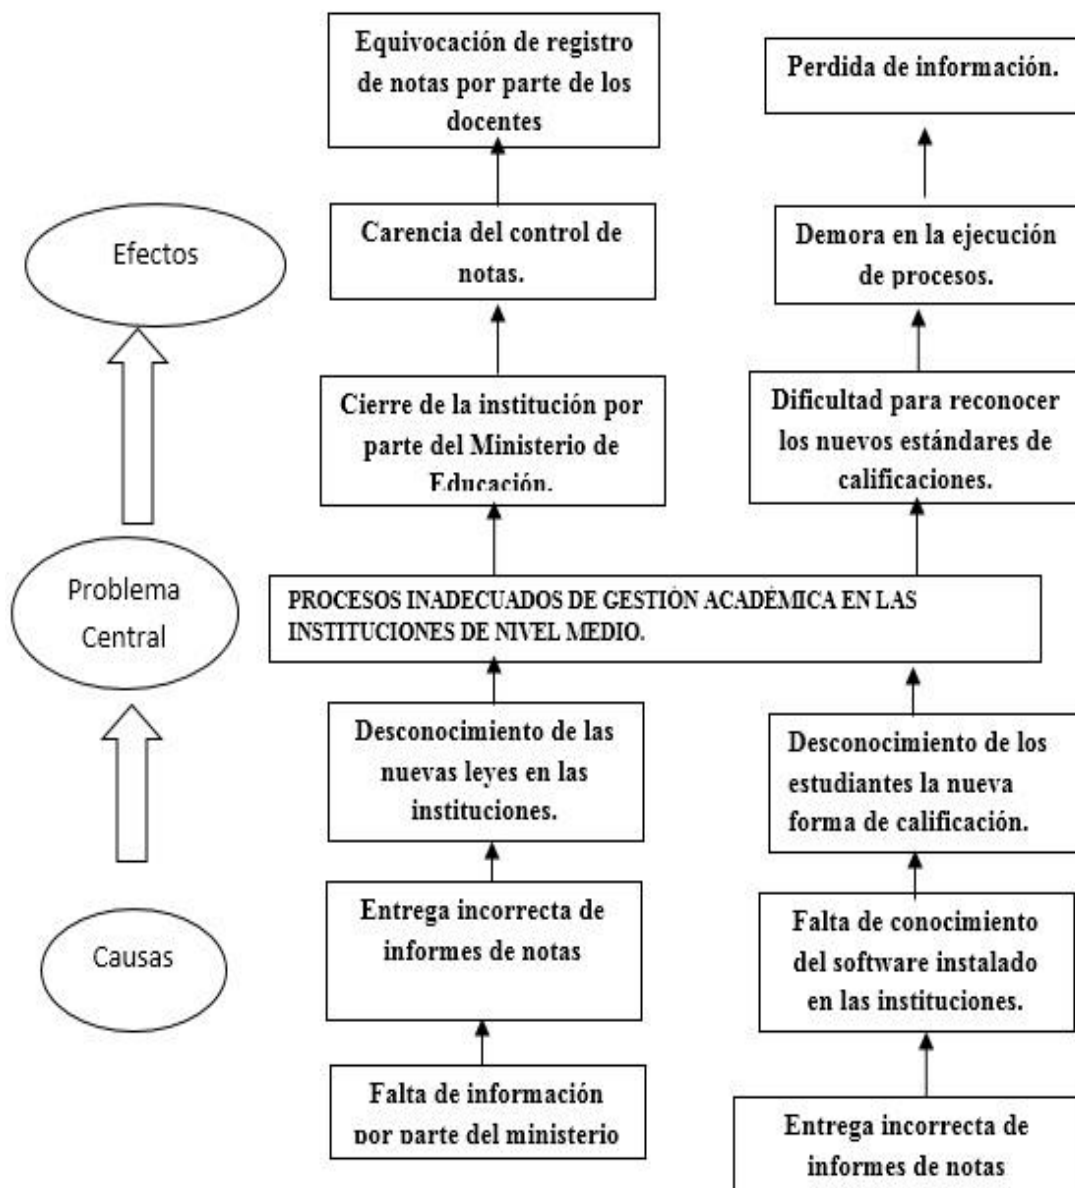 Equivocación de registro
de notas por parte de los
docentes
Perdida de información.
Efectos
Carencia del control de
notas.
Demora en la ejecución
de procesos.
Cierre de la institución por
parte del Ministerio de
Educación.
Dificultad para reconocer
los nuevos estándares de
calificaciones.
Problema
Central
PROCESOS INADECUADOS DE GESTIÓN ACADÉMICA EN LAS
INSTITUCIONES DE NIVEL MEDIO.
Desconocimiento de las
nuevas leyes en las
instituciones.
Desconocimiento de los
estudiantes la nueva
forma de calificación.
Causas
Entrega incorrecta de
informes de notas
Falta de conocimiento
del software instalado
en las instituciones.
Falta de información
por parte del ministerio
Entrega incorrecta de
informes de notas